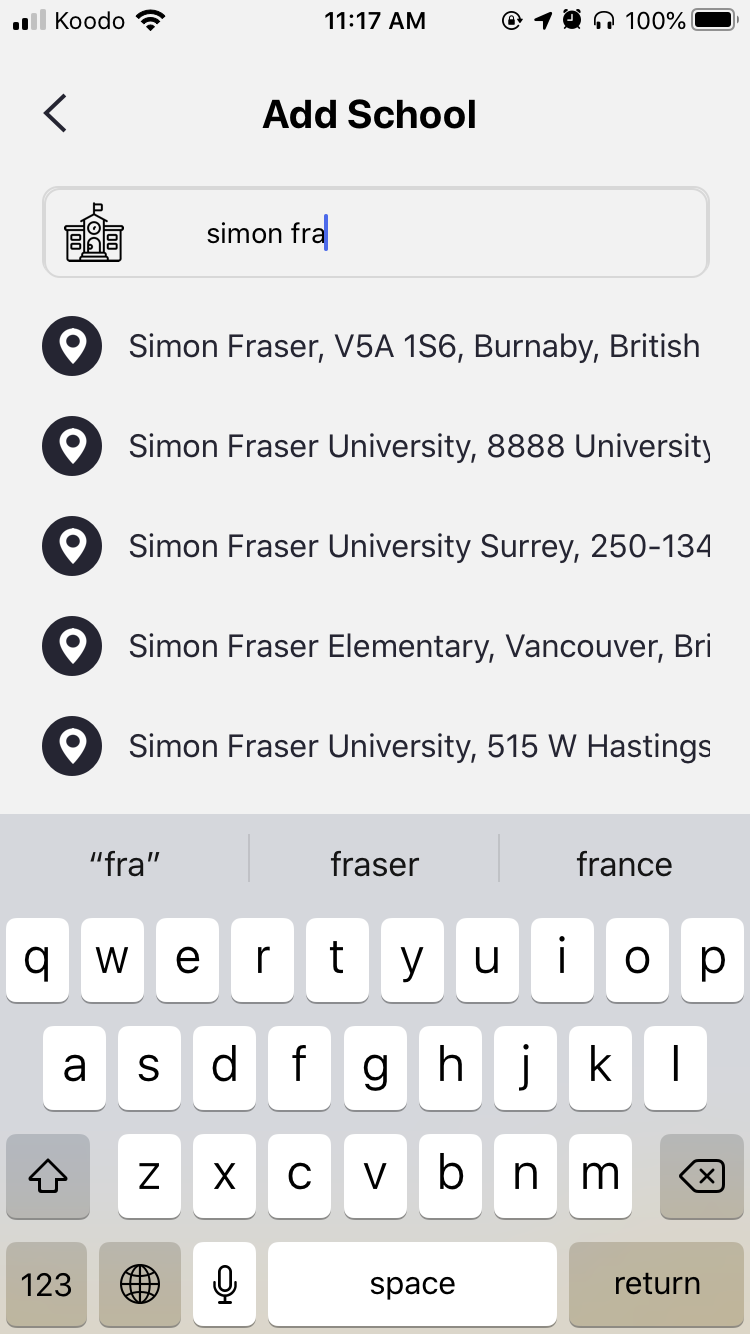 Koodo 11:17 AM 100%
Add School
simon fra
Simon Fraser, V5A 1S6, Burnaby, British
Simon Fraser University, 8888 University
Simon Fraser University Surrey, 250-134
Simon Fraser Elementary, Vancouver, Bri
Simon Fraser University, 515 W Hastings
“fra” fraser france
q w e r t y u i o p
a s d f g h j k l
z x c v b n m
123 space return